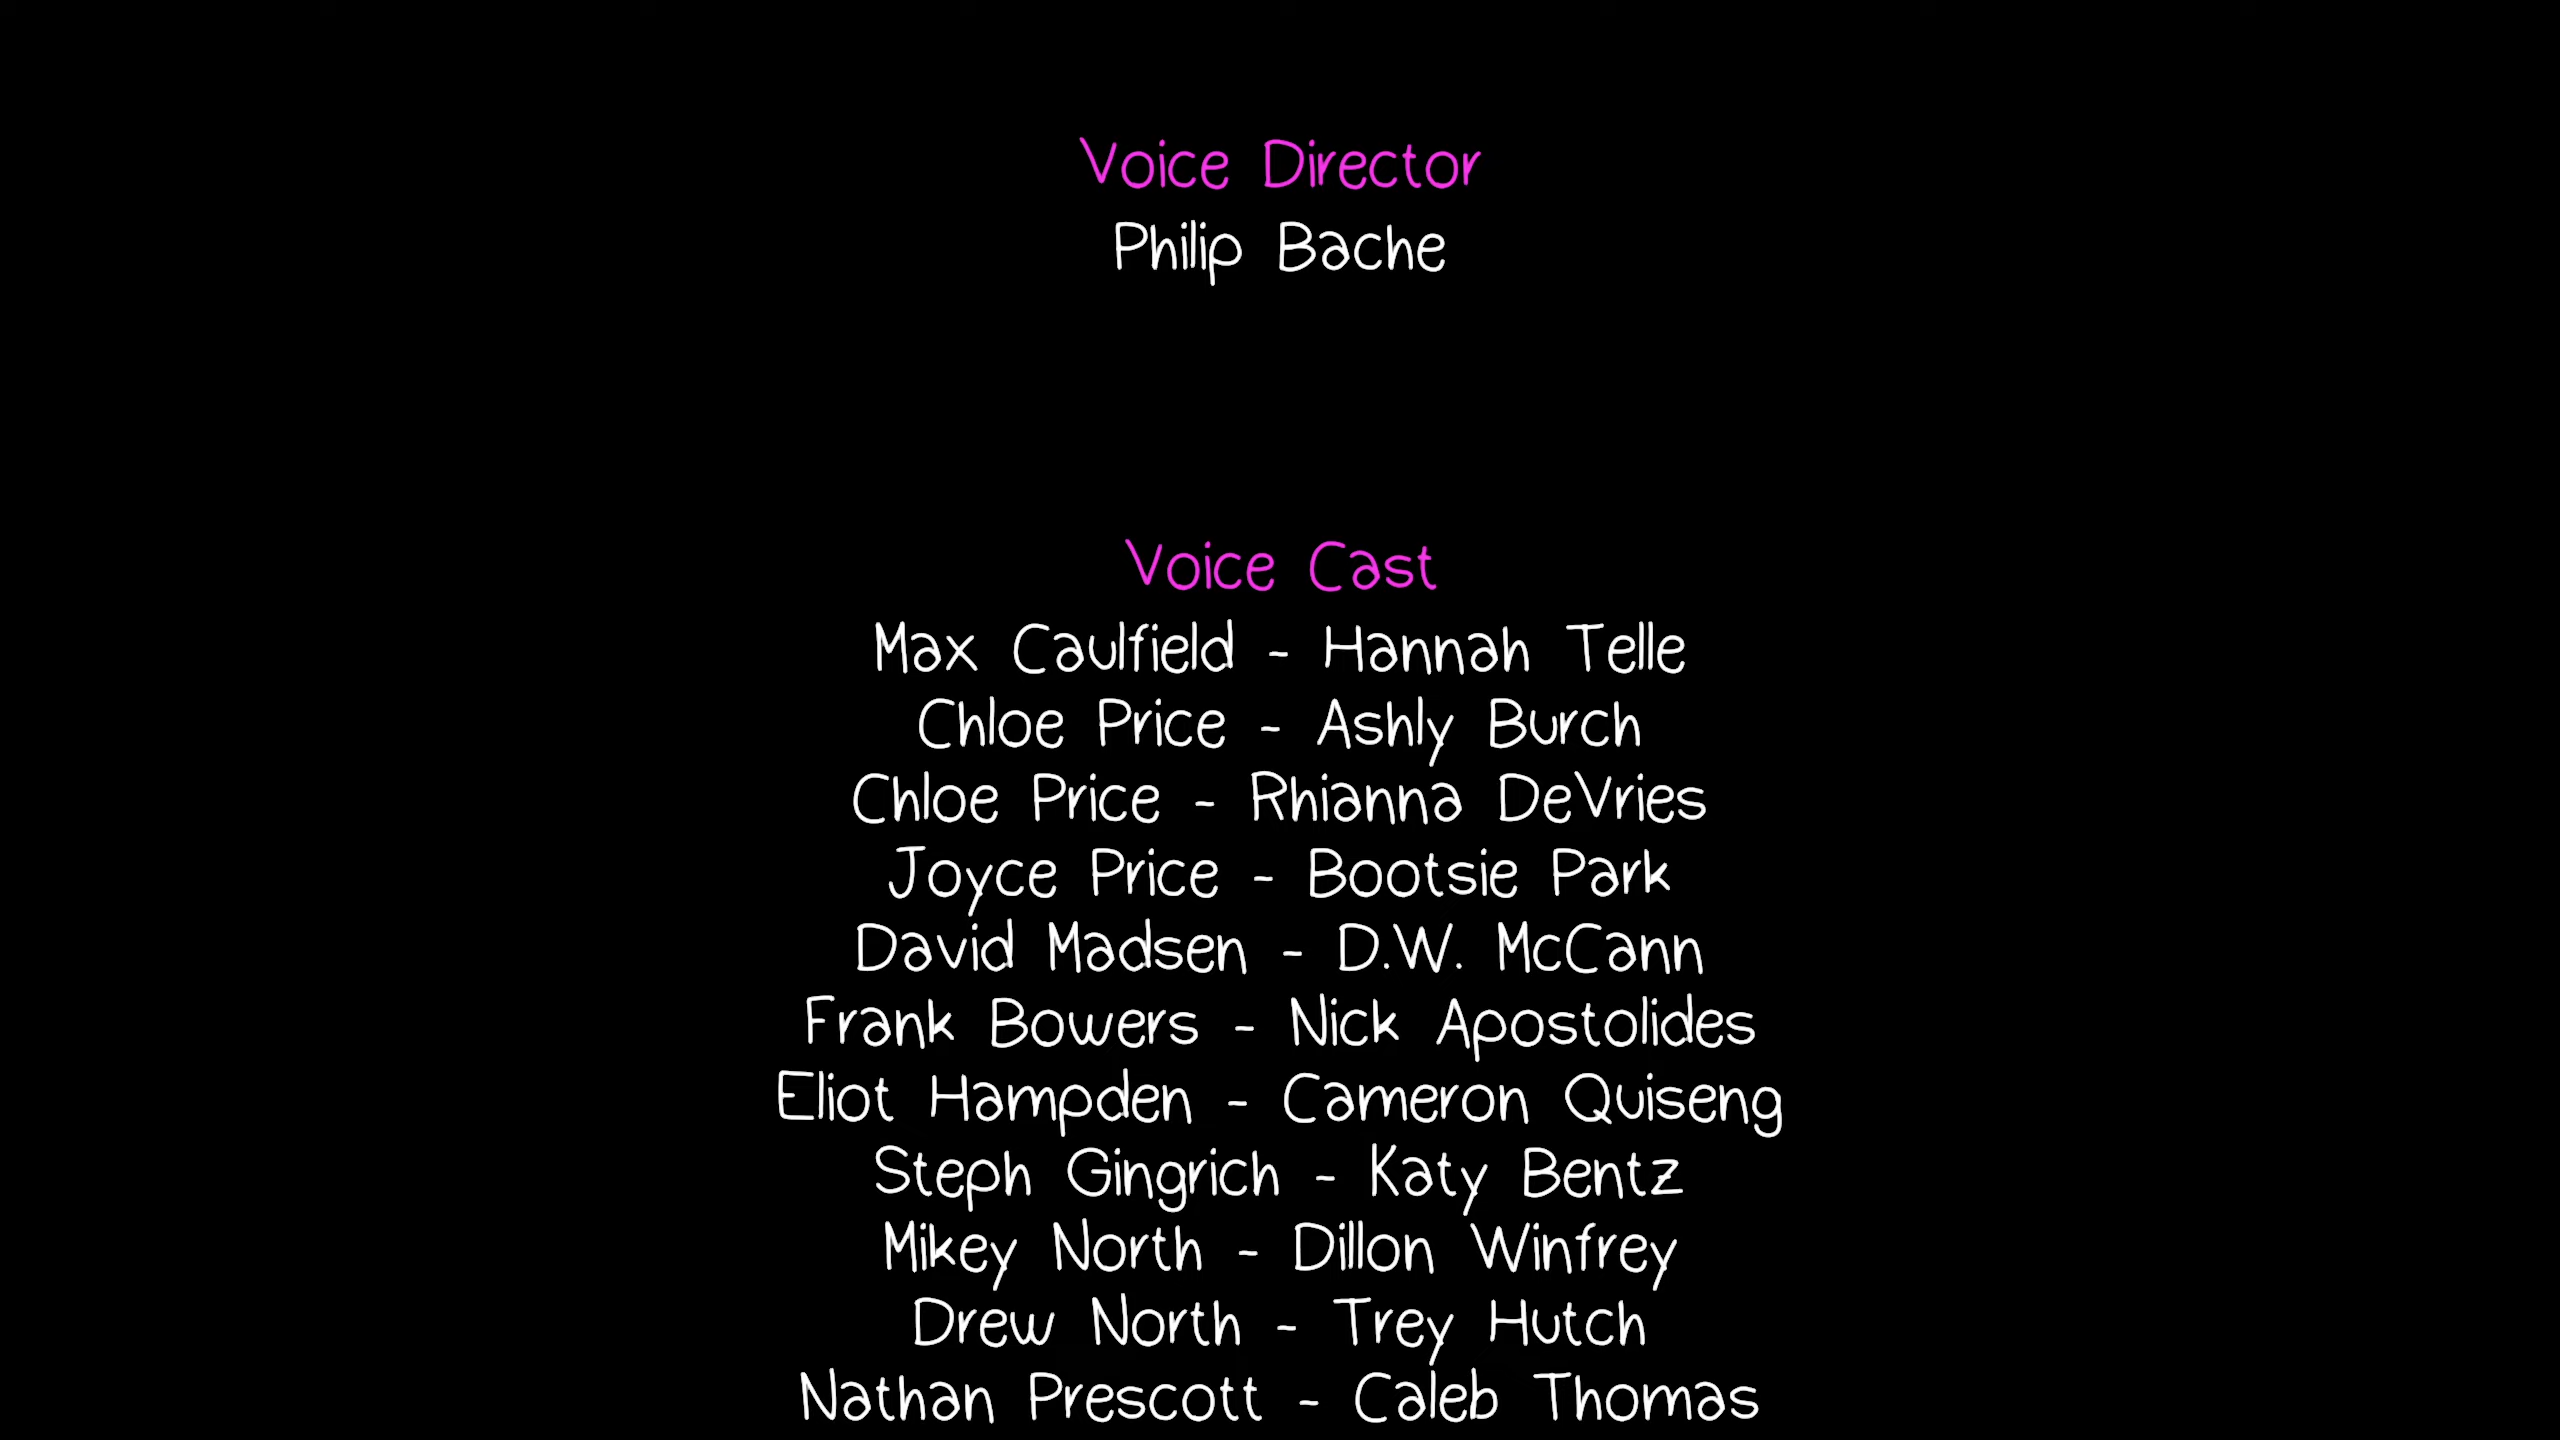 Voice Director
Philip Bache
Voice Cast
Max Caulfield - Hannah Telle
Chloe Price - Ashly Burch
Chloe Price - Rhianna DeVries
Joyce Price - Bootsie Park
David Madsen - D.W. McCann
Frank Bowers - Nick Apostolides
Eliot Hampden - Cameron Quiseng
Steph Gingrich - Katy Bentz
Mikey North - Dillon Winfrey
Drew North - Trey Hutch
Nathan Prescott - Caleb Thomas